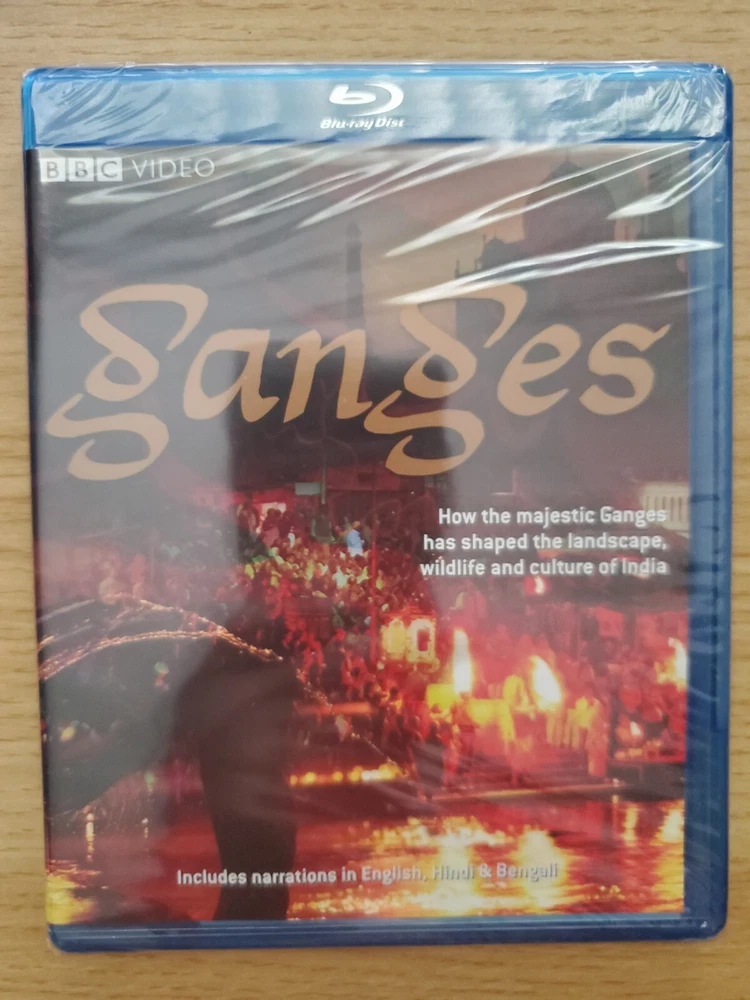 Blu-ray Disc
BBC VIDEO
ganges
How the majestic Ganges
has shaped the landscape,
wildlife and culture of India
Includes narrations in English, Hindi & Bengali